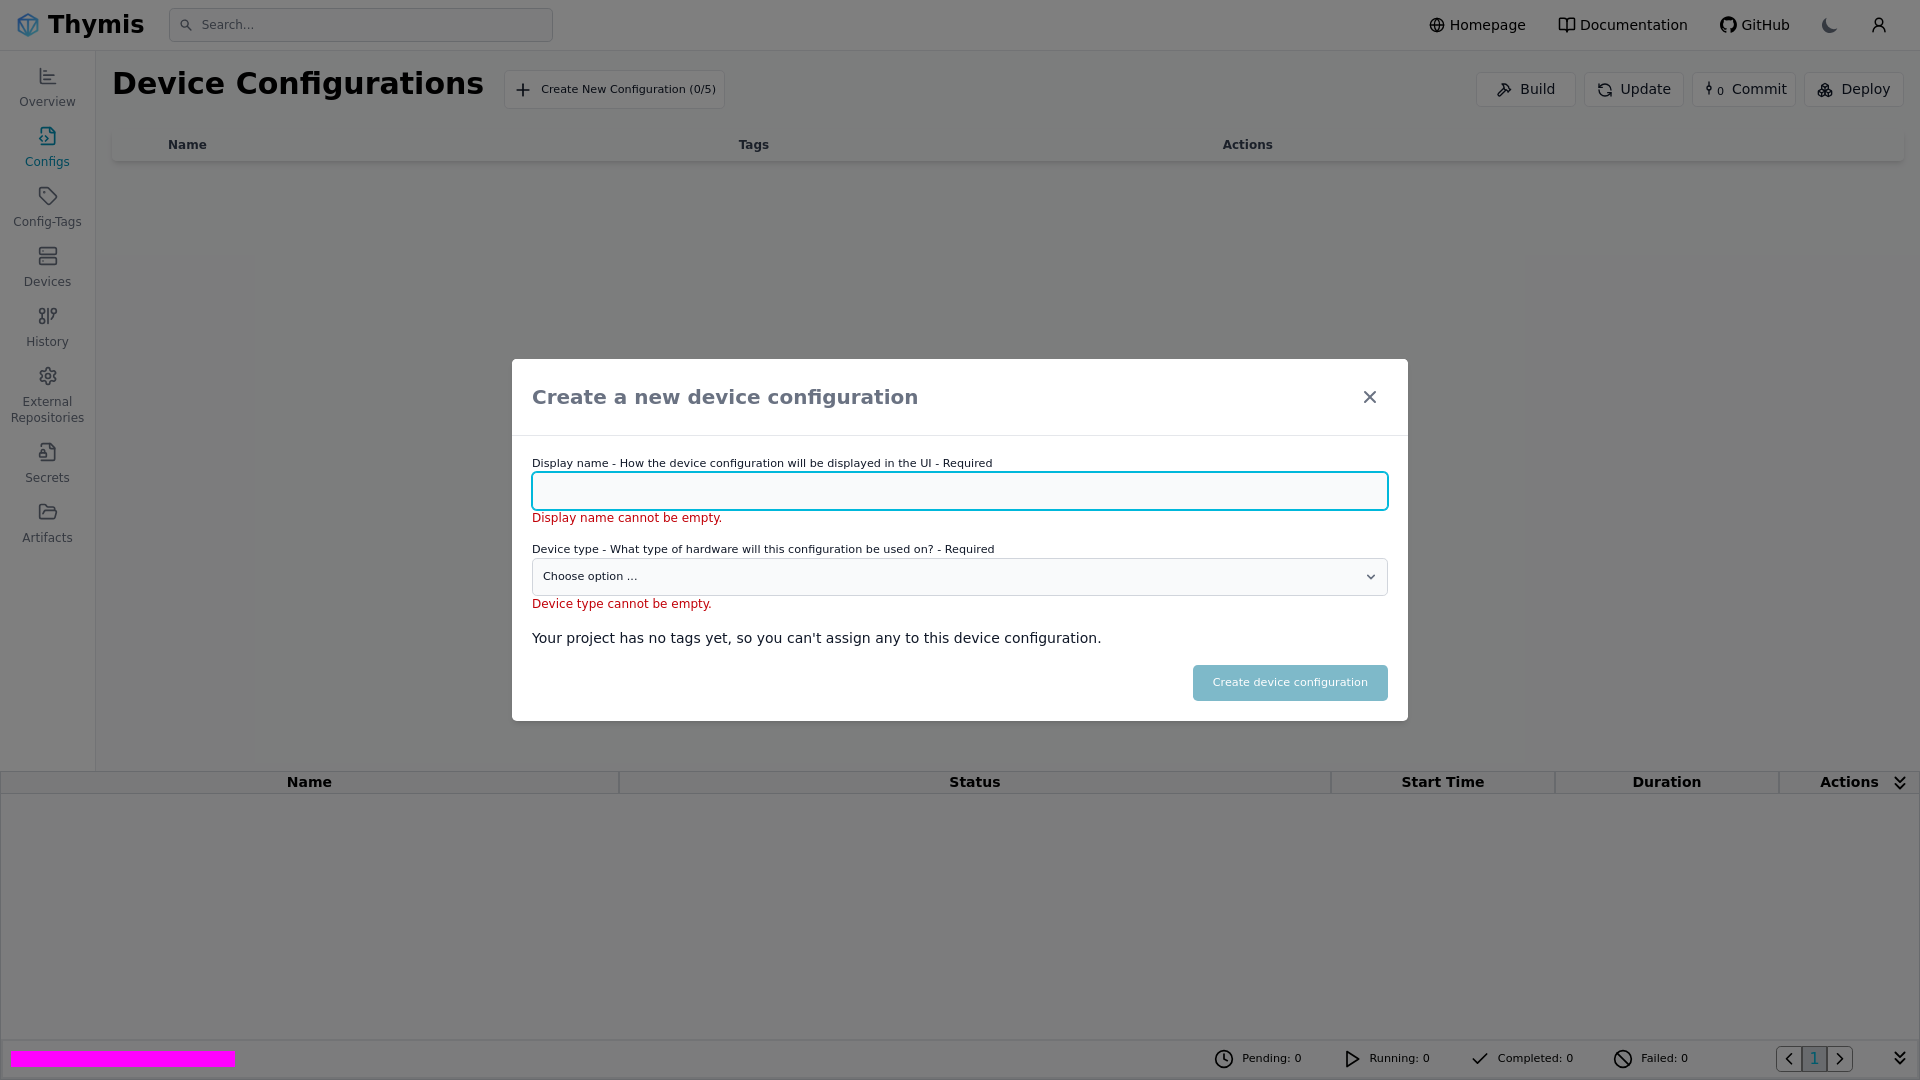 Thymis
Search...
Homepage
Documentation
GitHub
Overview
Configs
Config-Tags
Devices
History
External
Repositories
Secrets
Artifacts
Device Configurations
Create New Configuration (0/5)
Build
Update
0 Commit
Deploy
Name Tags Actions
Create a new device configuration
Display name - How the device configuration will be displayed in the UI - Required
Display name cannot be empty.
Device type - What type of hardware will this configuration be used on? - Required
Choose option ...
Device type cannot be empty.
Your project has no tags yet, so you can't assign any to this device configuration.
Create device configuration
Name Status Start Time Duration Actions
Pending: 0
Running: 0
Completed: 0
Failed: 0
1